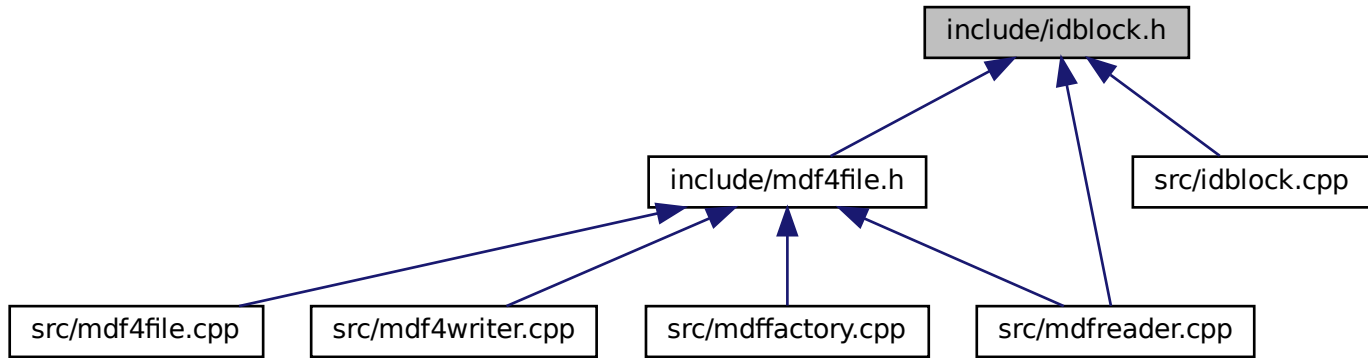 include/idblock.h
include/mdf4file.h
src/idblock.cpp
src/mdf4file.cpp
src/mdf4writer.cpp
src/mdffactory.cpp
src/mdfreader.cpp